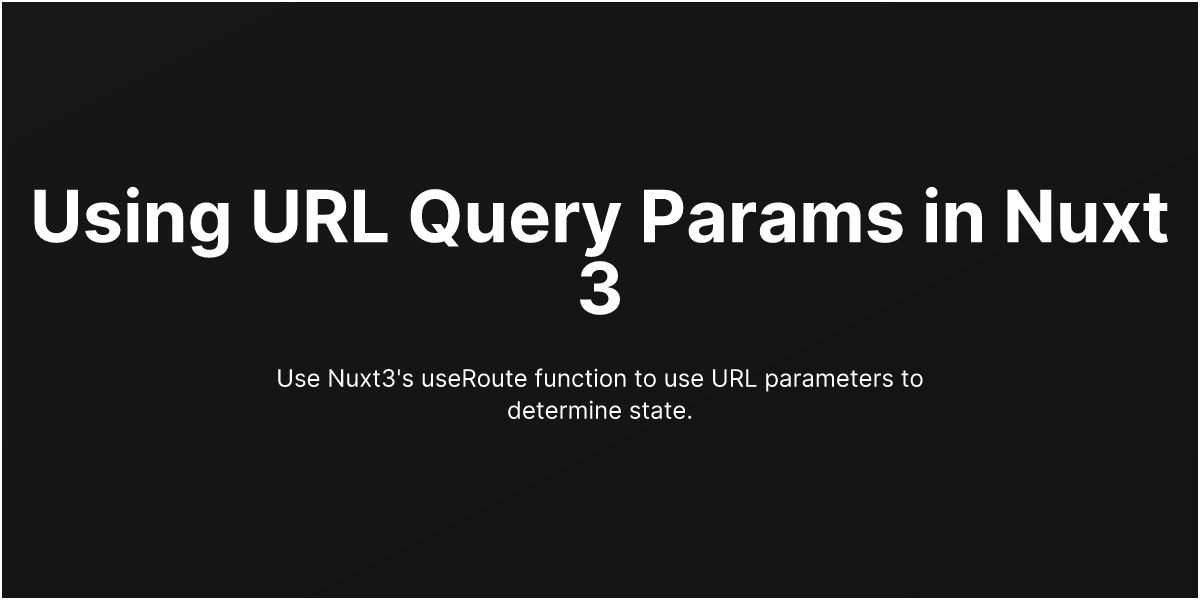 Using URL Query Params in Nuxt
3
Use Nuxt3's useRoute function to use URL parameters to
determine state.